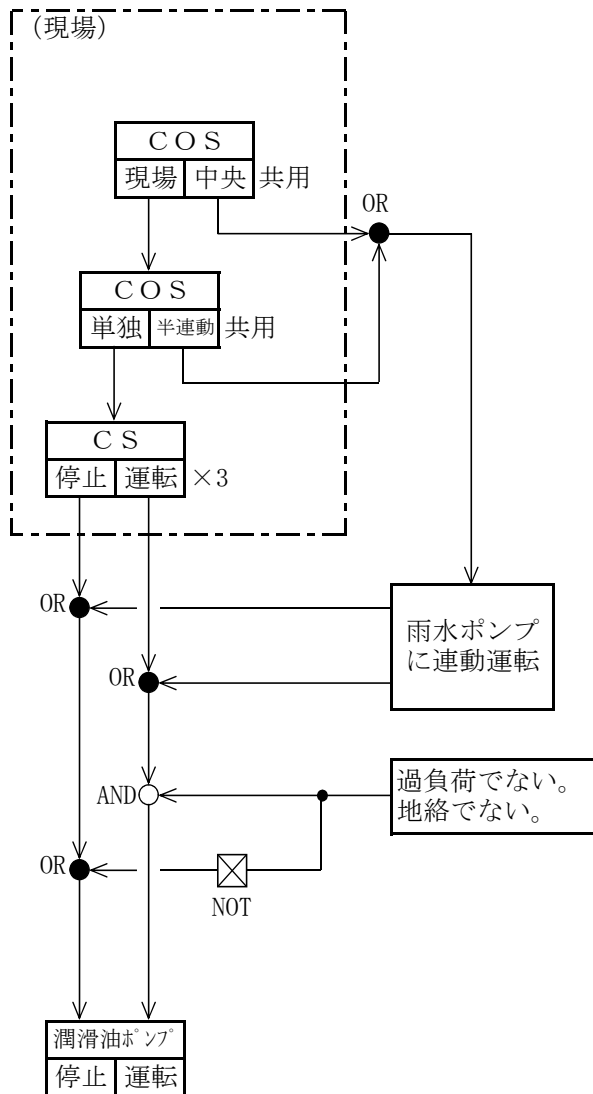 (現場)
COS
現場 中央 共用
OR
COS
単独 半連動 共用
CS
停止 運転 ×3
OR
雨水ポンプ
に連動運転
OR
過負荷でない。
地絡でない。
AND
OR
NOT
潤滑油ﾎﾟﾝﾌﾟ
停止 運転